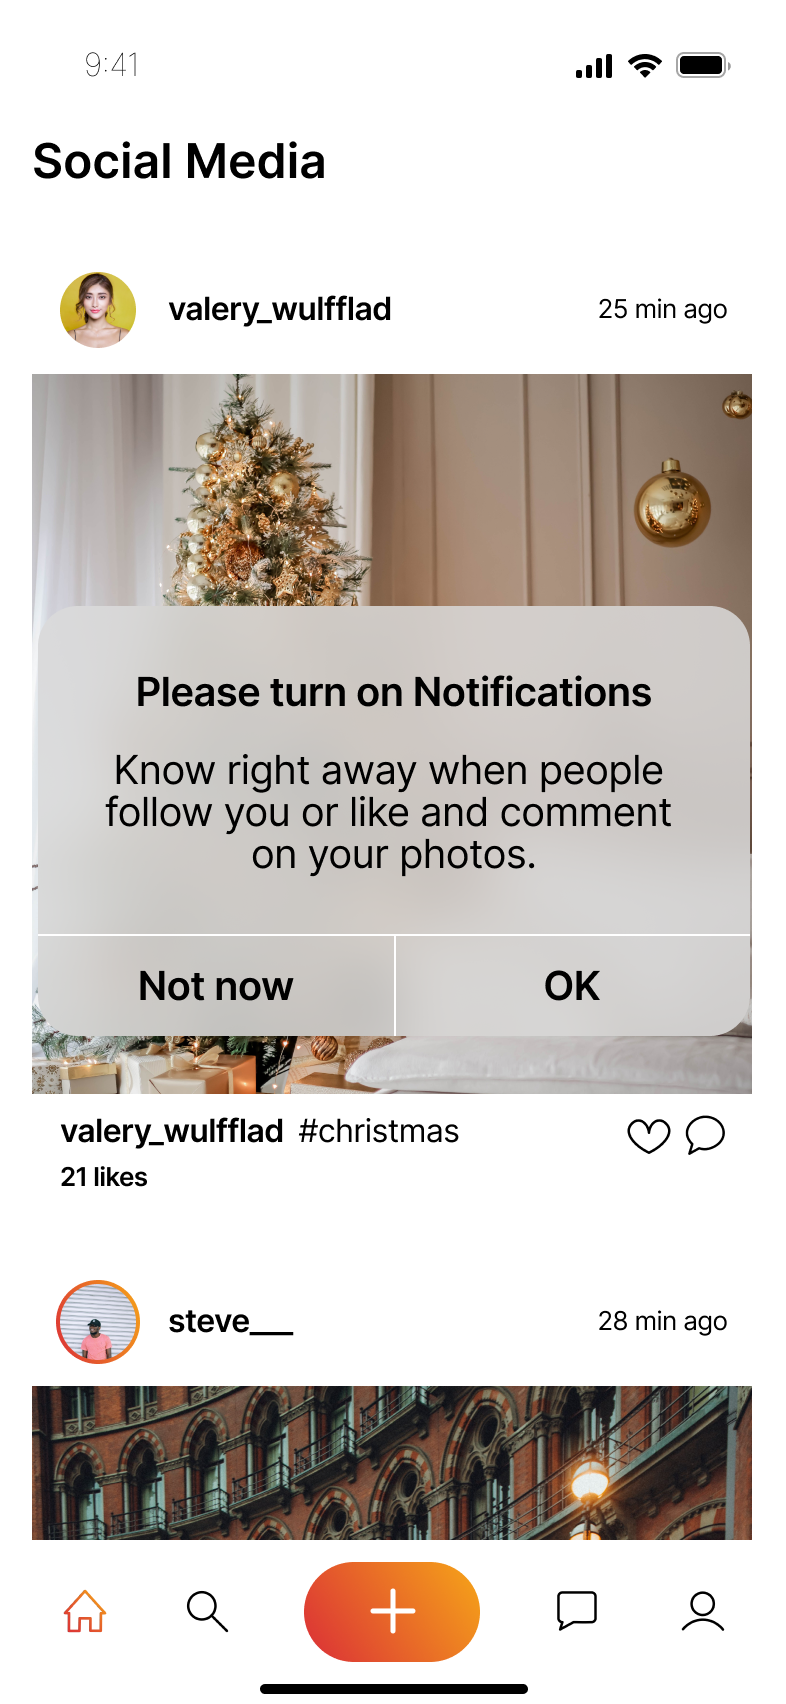 9:41
Social Media
valery_wulfflad
25 min ago
Please turn on Notifications
Know right away when people
follow you or like and comment
on your photos.
Not now
OK
valery_wulfflad #christmas
21 likes
steve___
28 min ago